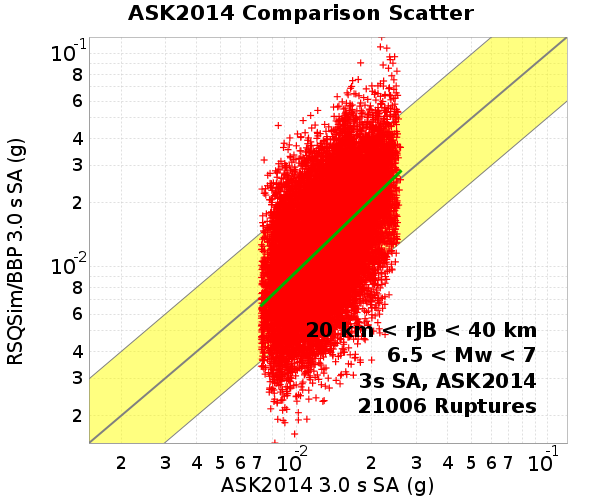 ASK2014 Comparison Scatter
RSQSim/BBP 3.0 s SA (g)
10-1
8
6
4
3
2
10-2
8
6
4
3
2
20 km < rJB < 40 km
6.5 < Mw < 7
3s SA, ASK2014
21006 Ruptures
2 3 4 5 6 7 10-2 2 3 4 5 6 7 10-1
ASK2014 3.0 s SA (g)